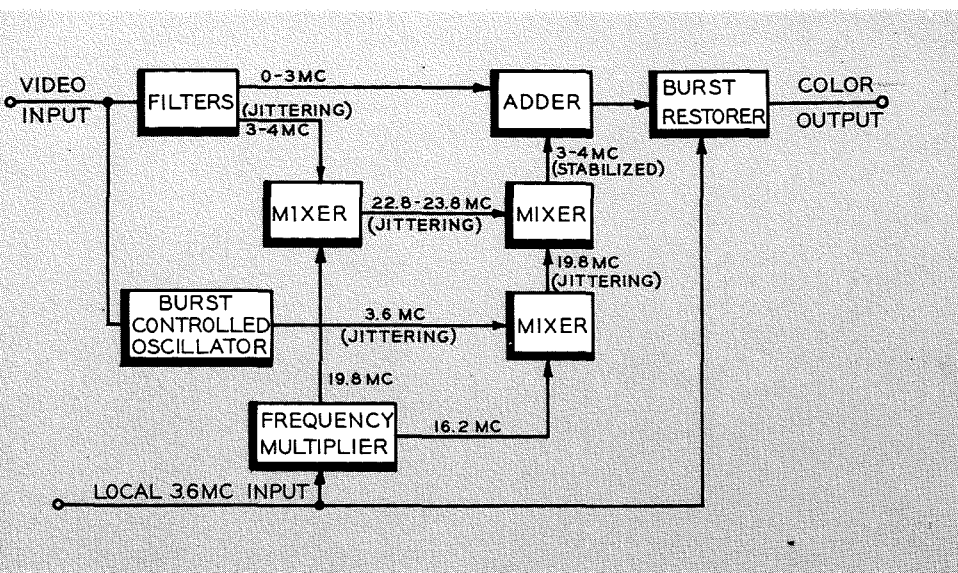 VIDEO
INPUT
FILTERS
0-3MC
(JITTERING)
3-4MC
ADDER
BURST
RESTORER
COLOR
OUTPUT
3-4MC
(STABILIZED)
MIXER
22.8-23.8 MC
(JITTERING)
MIXER
19.8 MC
(JITTERING)
BURST
CONTROLLED
OSCILLATOR
3.6 MC
(JITTERING)
MIXER
19.8 MC
FREQUENCY
MULTIPLIER
16.2 MC
LOCAL 3.6MC INPUT